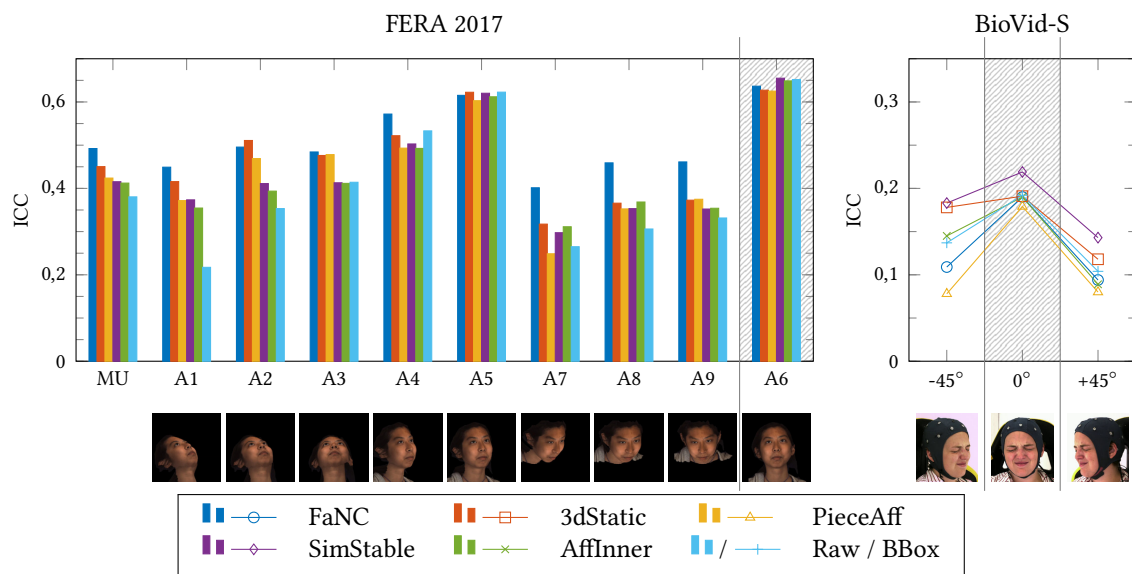 FERA 2017
BioVid-S
0,6
0,4
0,2
0
ICC
MU A1 A2 A3 A4 A5 A7 A8 A9 A6
0,3
0,2
0,1
0
ICC
-45° 0° +45°
FaNC 3dStatic PieceAff
SimStable AffInner / Raw / BBox